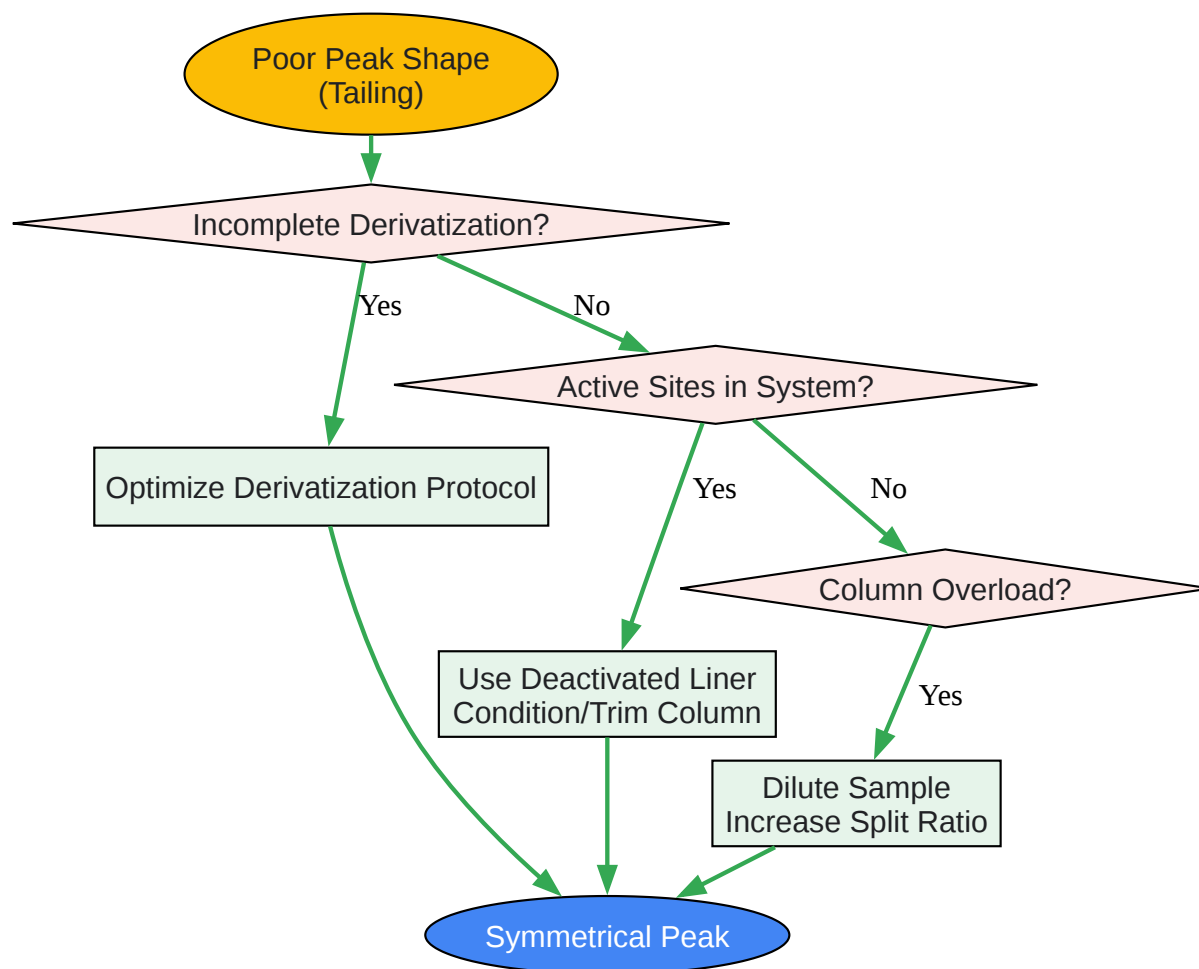 Poor Peak Shape
(Tailing)
Incomplete Derivatization?
Yes
No
Active Sites in System?
Optimize Derivatization Protocol
Yes
No
Column Overload?
Use Deactivated Liner
Condition/Trim Column
Yes
Dilute Sample
Increase Split Ratio
Symmetrical Peak